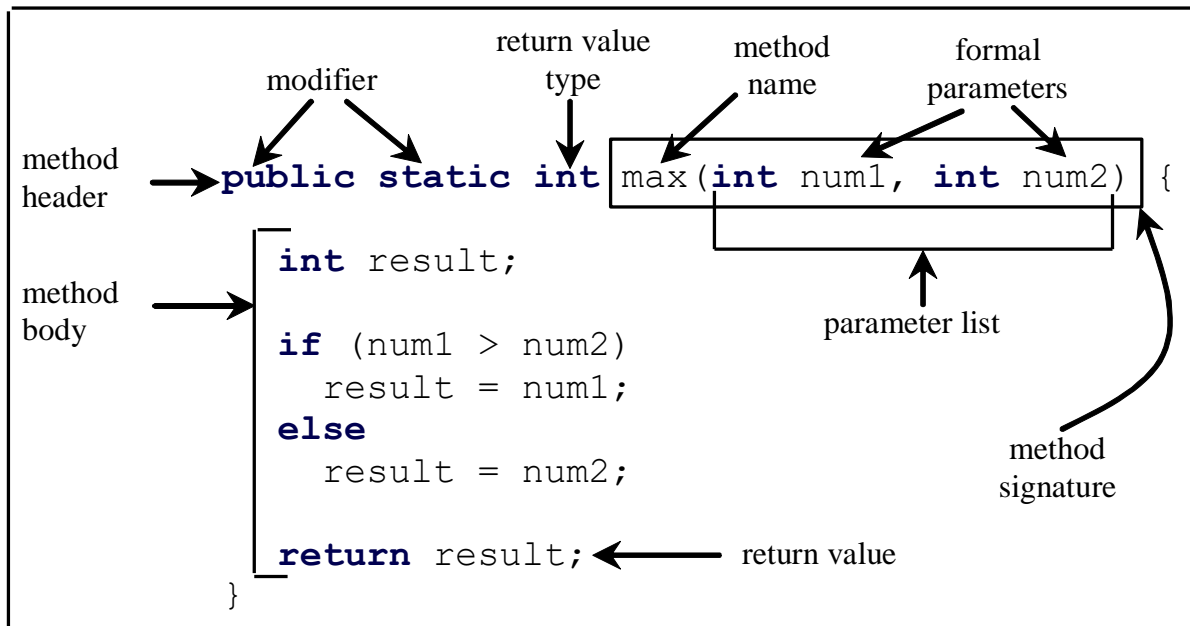 return value
type
method
name
formal
parameters
modifier
method
header
public static int max(int num1, int num2) {
int result;
method
body
parameter list
if (num1 > num2)
result = num1;
else
result = num2;
method
signature
return result;
return value
}